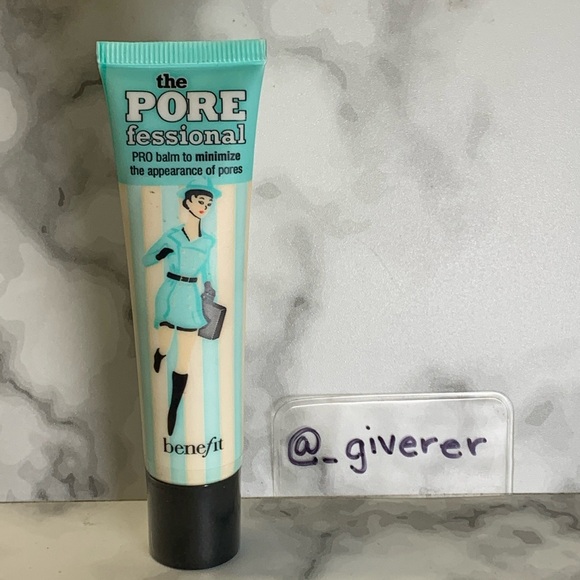 the
PORE
fessional
PRO balm to minimize
the appearance of pores
benefit
@_giverer